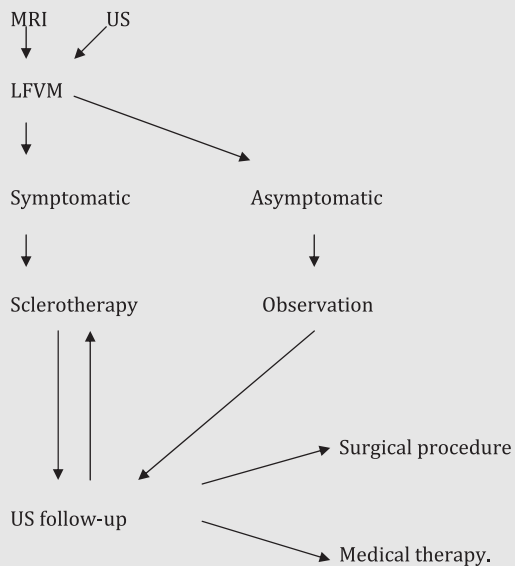 MRI US
LFVM
Symptomatic Asymptomatic
Sclerotherapy Observation
Surgical procedure
US follow-up
Medical therapy.